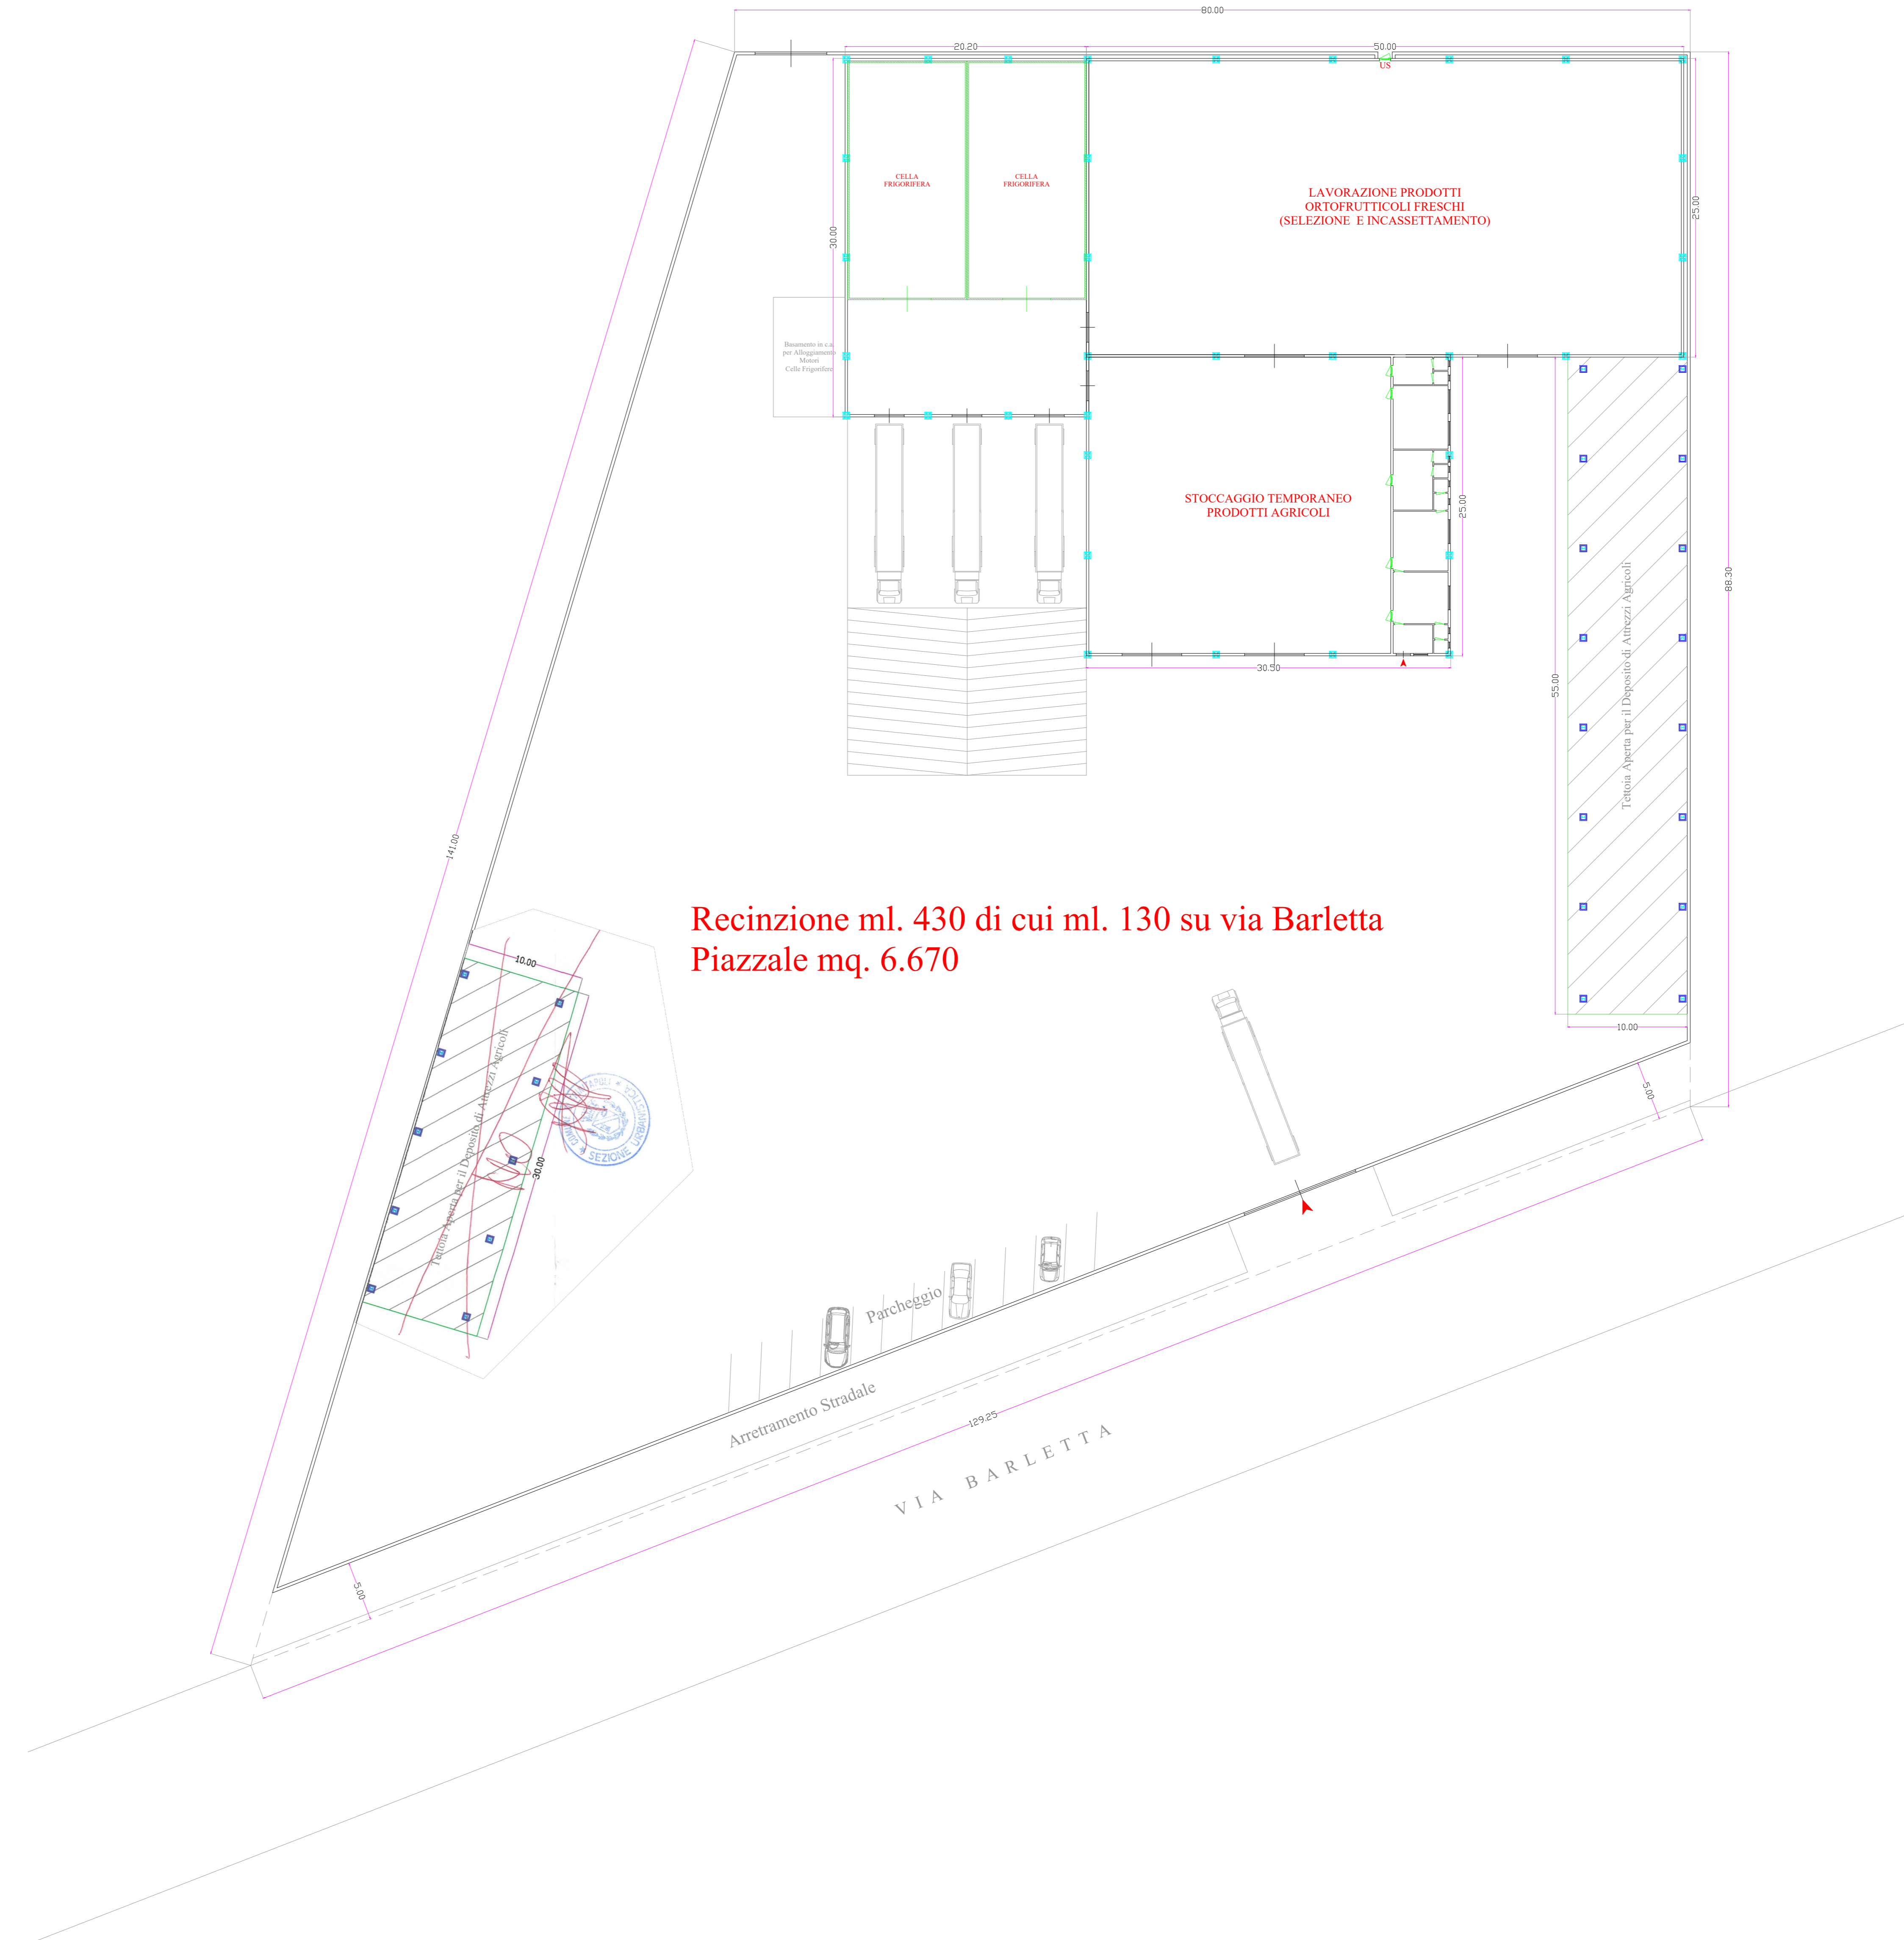 80.00
20.20
50.00
US
CELLA
FRIGORIFERA
CELLA
FRIGORIFERA
LAVORAZIONE PRODOTTI
ORTOFRUTTICOLI FRESCHI
(SELEZIONE E INCASSETTAMENTO)
25.00
30.00
Basamento in c.a.
per Alloggiamento
Motori
Celle Frigorifere
STOCCAGGIO TEMPORANEO
PRODOTTI AGRICOLI
25.00
30.50
88.30
55.00
Tettoia Aperta per il Deposito di Attrezzi Agricoli
10.00
141.00
Recinzione ml. 430 di cui ml. 130 su via Barletta
Piazzale mq. 6.670
10.00
Tettoia Aperta per il Deposito di Attrezzi Agricoli
30.00
SEZIONE URBANISTICA
5.00
Parcheggio
Arretramento Stradale
129.25
VIA BARLETTA
5.00